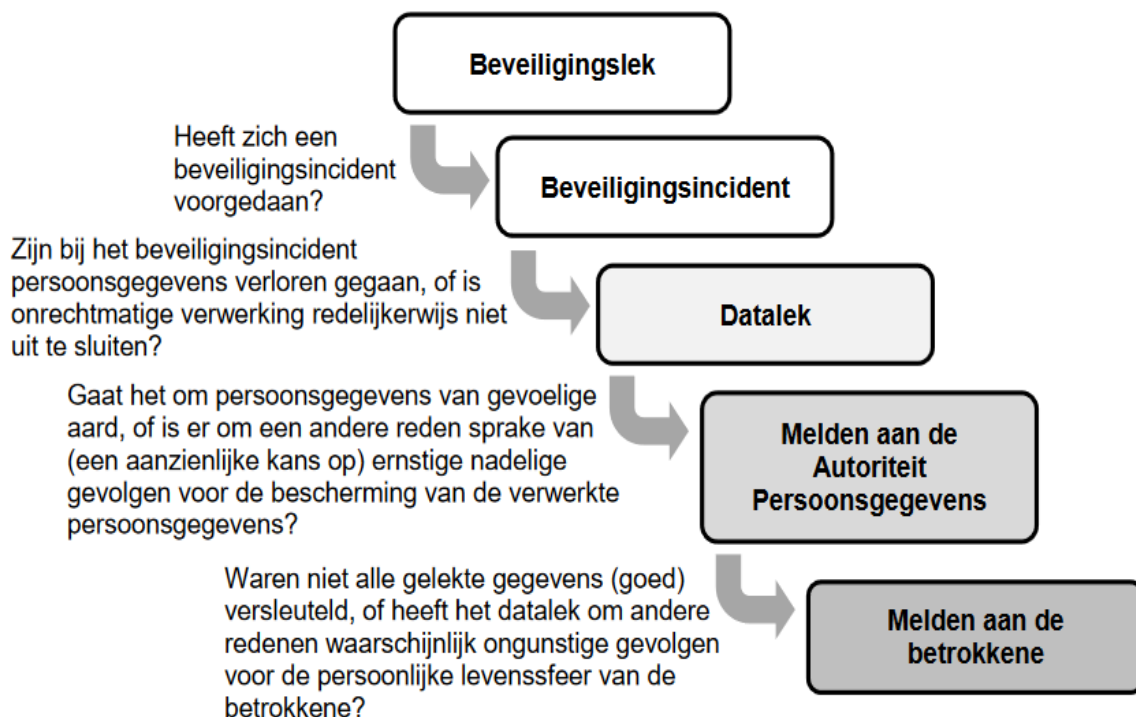 Beveiligingslek
Heeft zich een
beveiligingsincident
voorgedaan?
Beveiligingsincident
Zijn bij het beveiligingsincident
persoonsgegevens verloren gegaan, of is
onrechtmatige verwerking redelijkerwijs niet
uit te sluiten?
Datalek
Gaat het om persoonsgegevens van gevoelige
aard, of is er om een andere reden sprake van
(een aanzienlijke kans op) ernstige nadelige
gevolgen voor de bescherming van de verwerkte
persoonsgegevens?
Melden aan de
Autoriteit
Persoonsgegevens
Waren niet alle gelekte gegevens (goed)
versleuteld, of heeft het datalek om andere
redenen waarschijnlijk ongunstige gevolgen
voor de persoonlijke levenssfeer van de
betrokkene?
Melden aan de
betrokkene